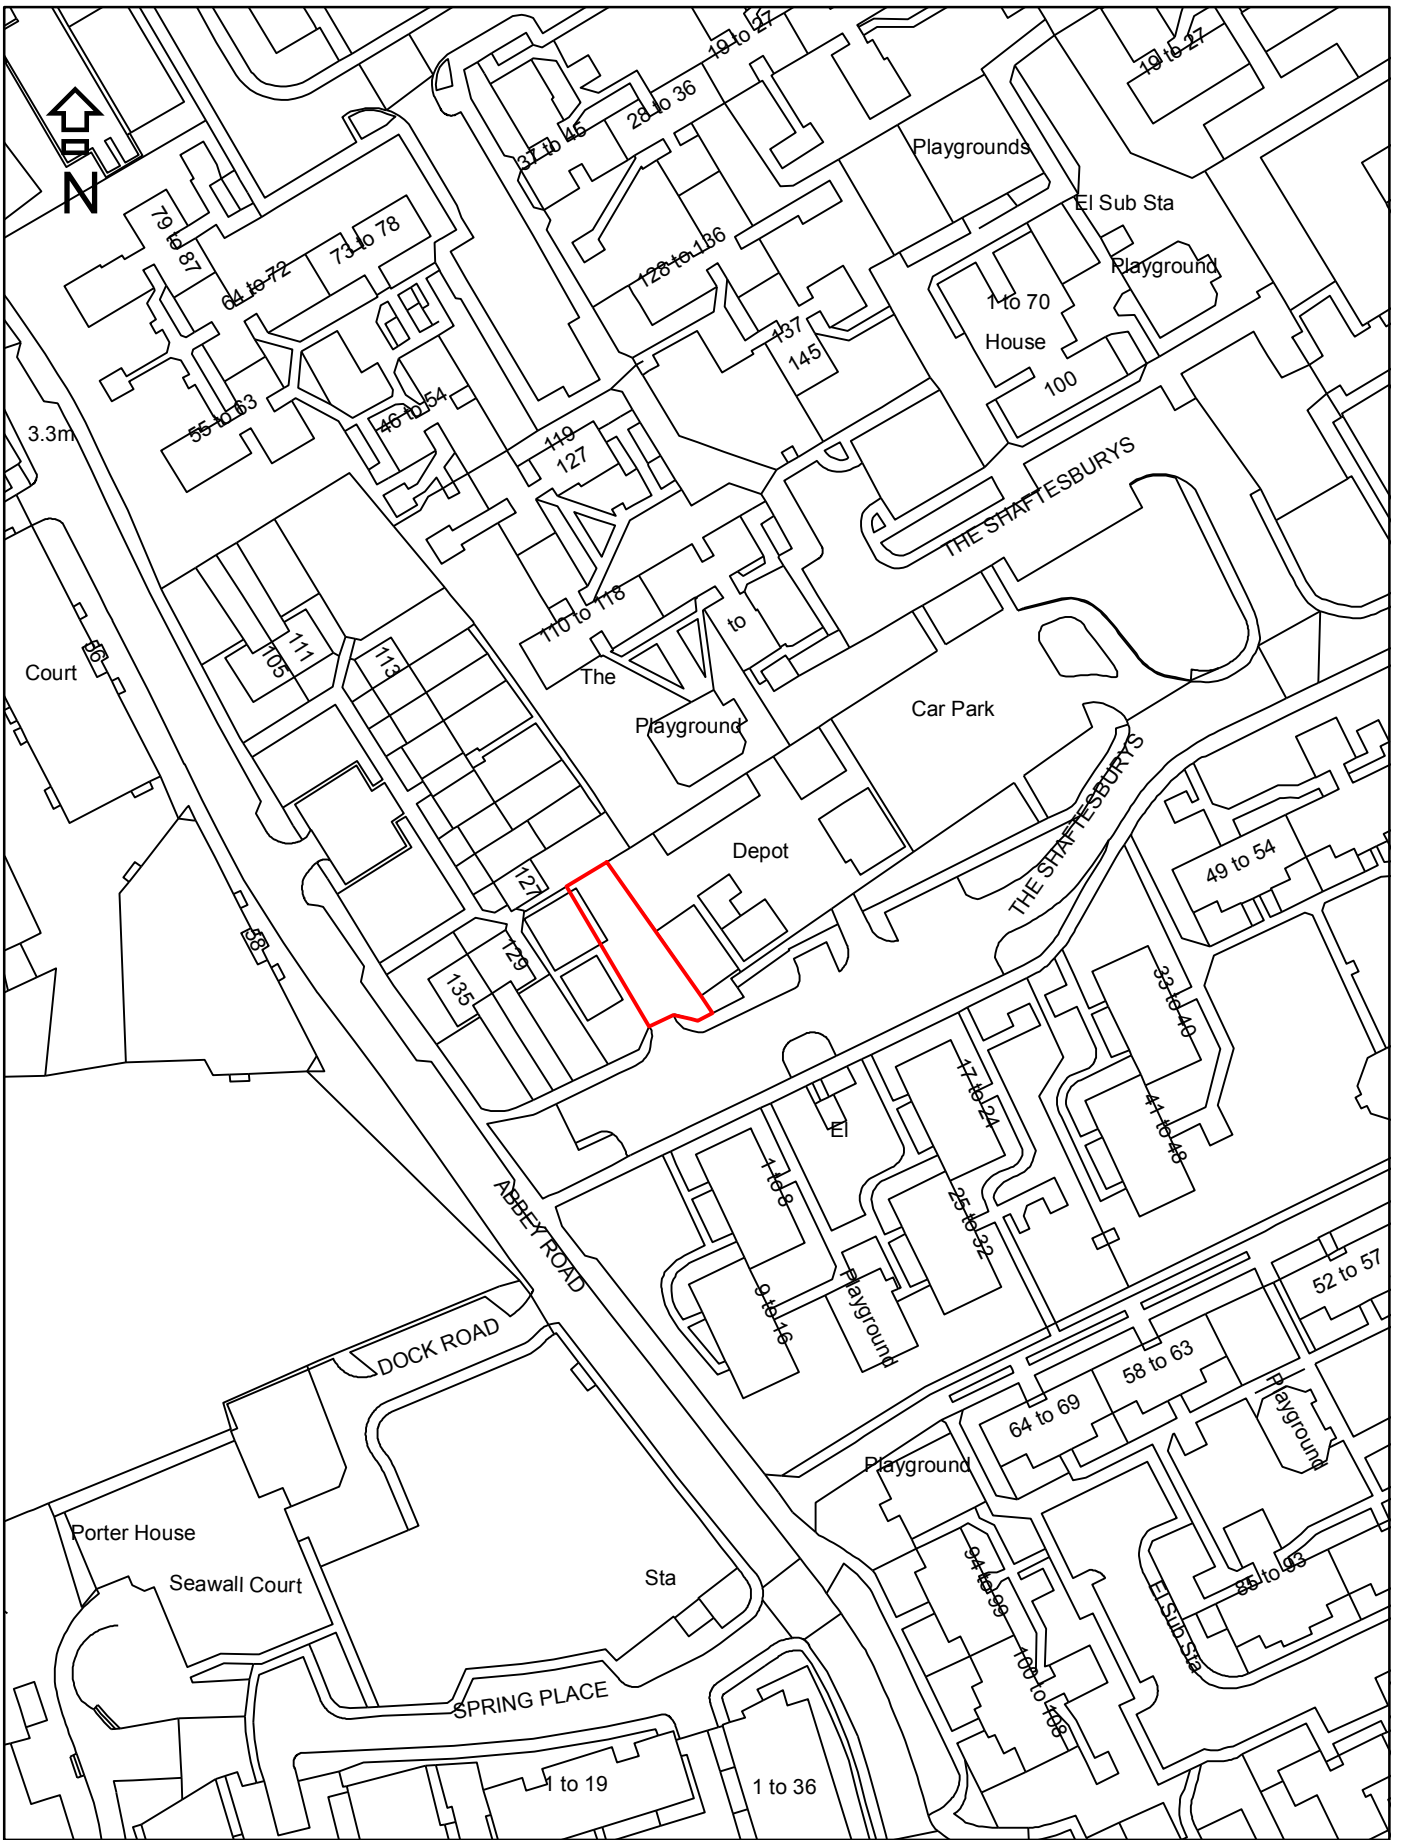 19 to 27
19 to 27
28 to 36
37 to 45
Playgrounds
N
El Sub Sta
79 to 87
73 to 78
64 to 72
128 to 136
Playground
1 to 70
House
137
145
100
3.3m
55 to 63
46 to 54
119
127
THE SHAFTESBURYS
110 to 118
to
56
111
105
113
Court
The
Playground
Car Park
THE SHAFTESBURYS
Depot
49 to 54
127
58
129
135
33 to 40
17 to 24
41 to 48
El
1 to 8
25 to 32
ABBEY ROAD
9 to 16
Playground
52 to 57
DOCK ROAD
58 to 63
64 to 69
Playground
Playground
Porter House
Seawall Court
Sta
94 to 99
85 to 93
El Sub Sta
100 to 108
SPRING PLACE
1 to 19
1 to 36